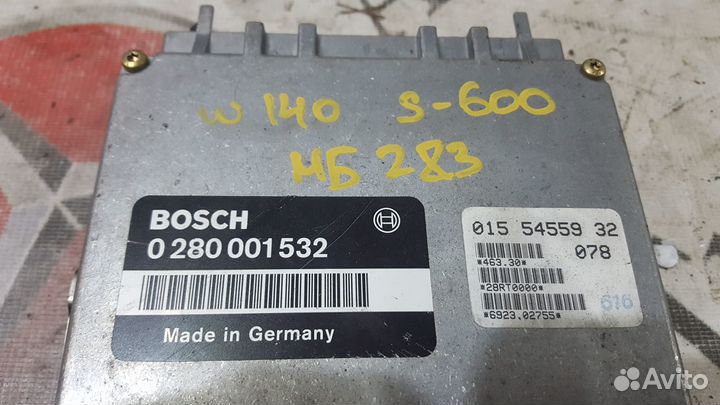 W 140 S-600
МБ 283
BOSCH
0 280 001 532
Made in Germany
015 54559 32
078
*463.30*
*28RT0000*
616
*6923.02755*
Avito